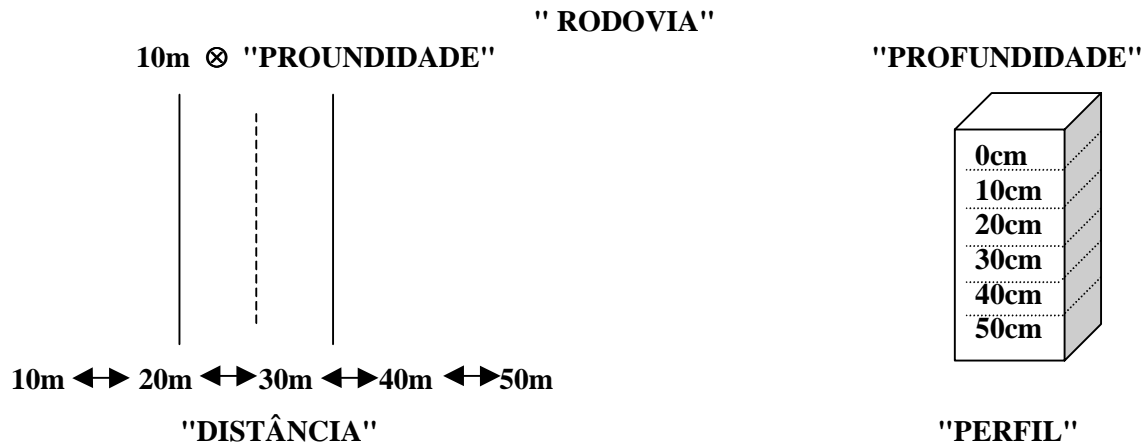 " RODOVIA"
10m ⊗ "PROUNDIDADE"
"PROFUNDIDADE"
0cm
10cm
20cm
30cm
40cm
50cm
10m 20m 30m 40m 50m
"DISTÂNCIA"
"PERFIL"